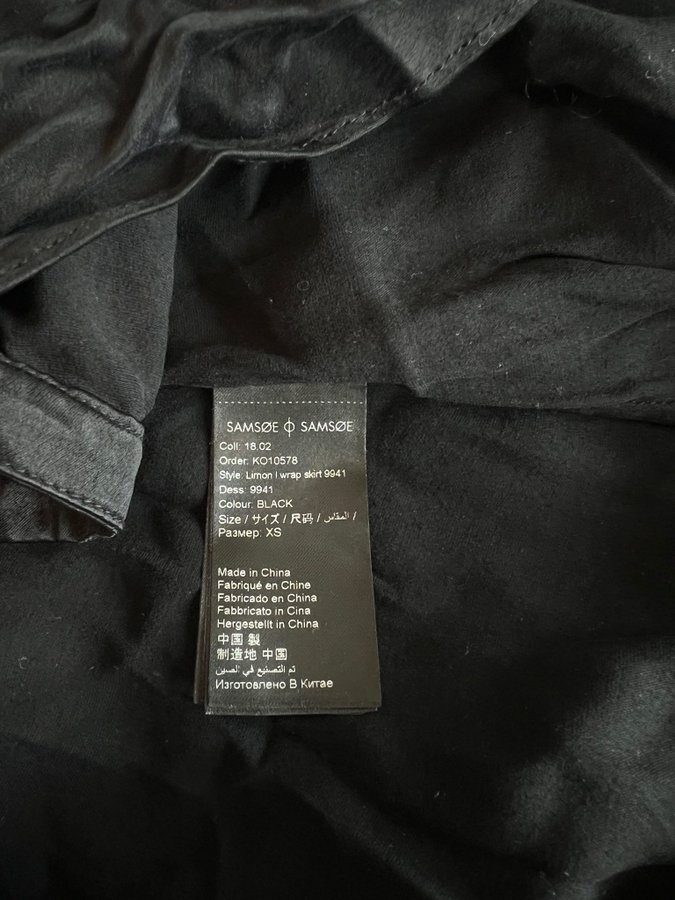 SAMSØE ϕ SAMSØE
Coll: 18.02
Order: KO10578
Style: Limon l wrap skirt 9941
Dess: 9941
Colour: BLACK
Size / サイズ / 尺码 / المقاس /
Размер: XS
Made in China
Fabriqué en Chine
Fabricado en China
Fabbricato in Cina
Hergestellt in China
中国 製
制造地 中国
تم التصنيع في الصين
Изготовлено В Китае